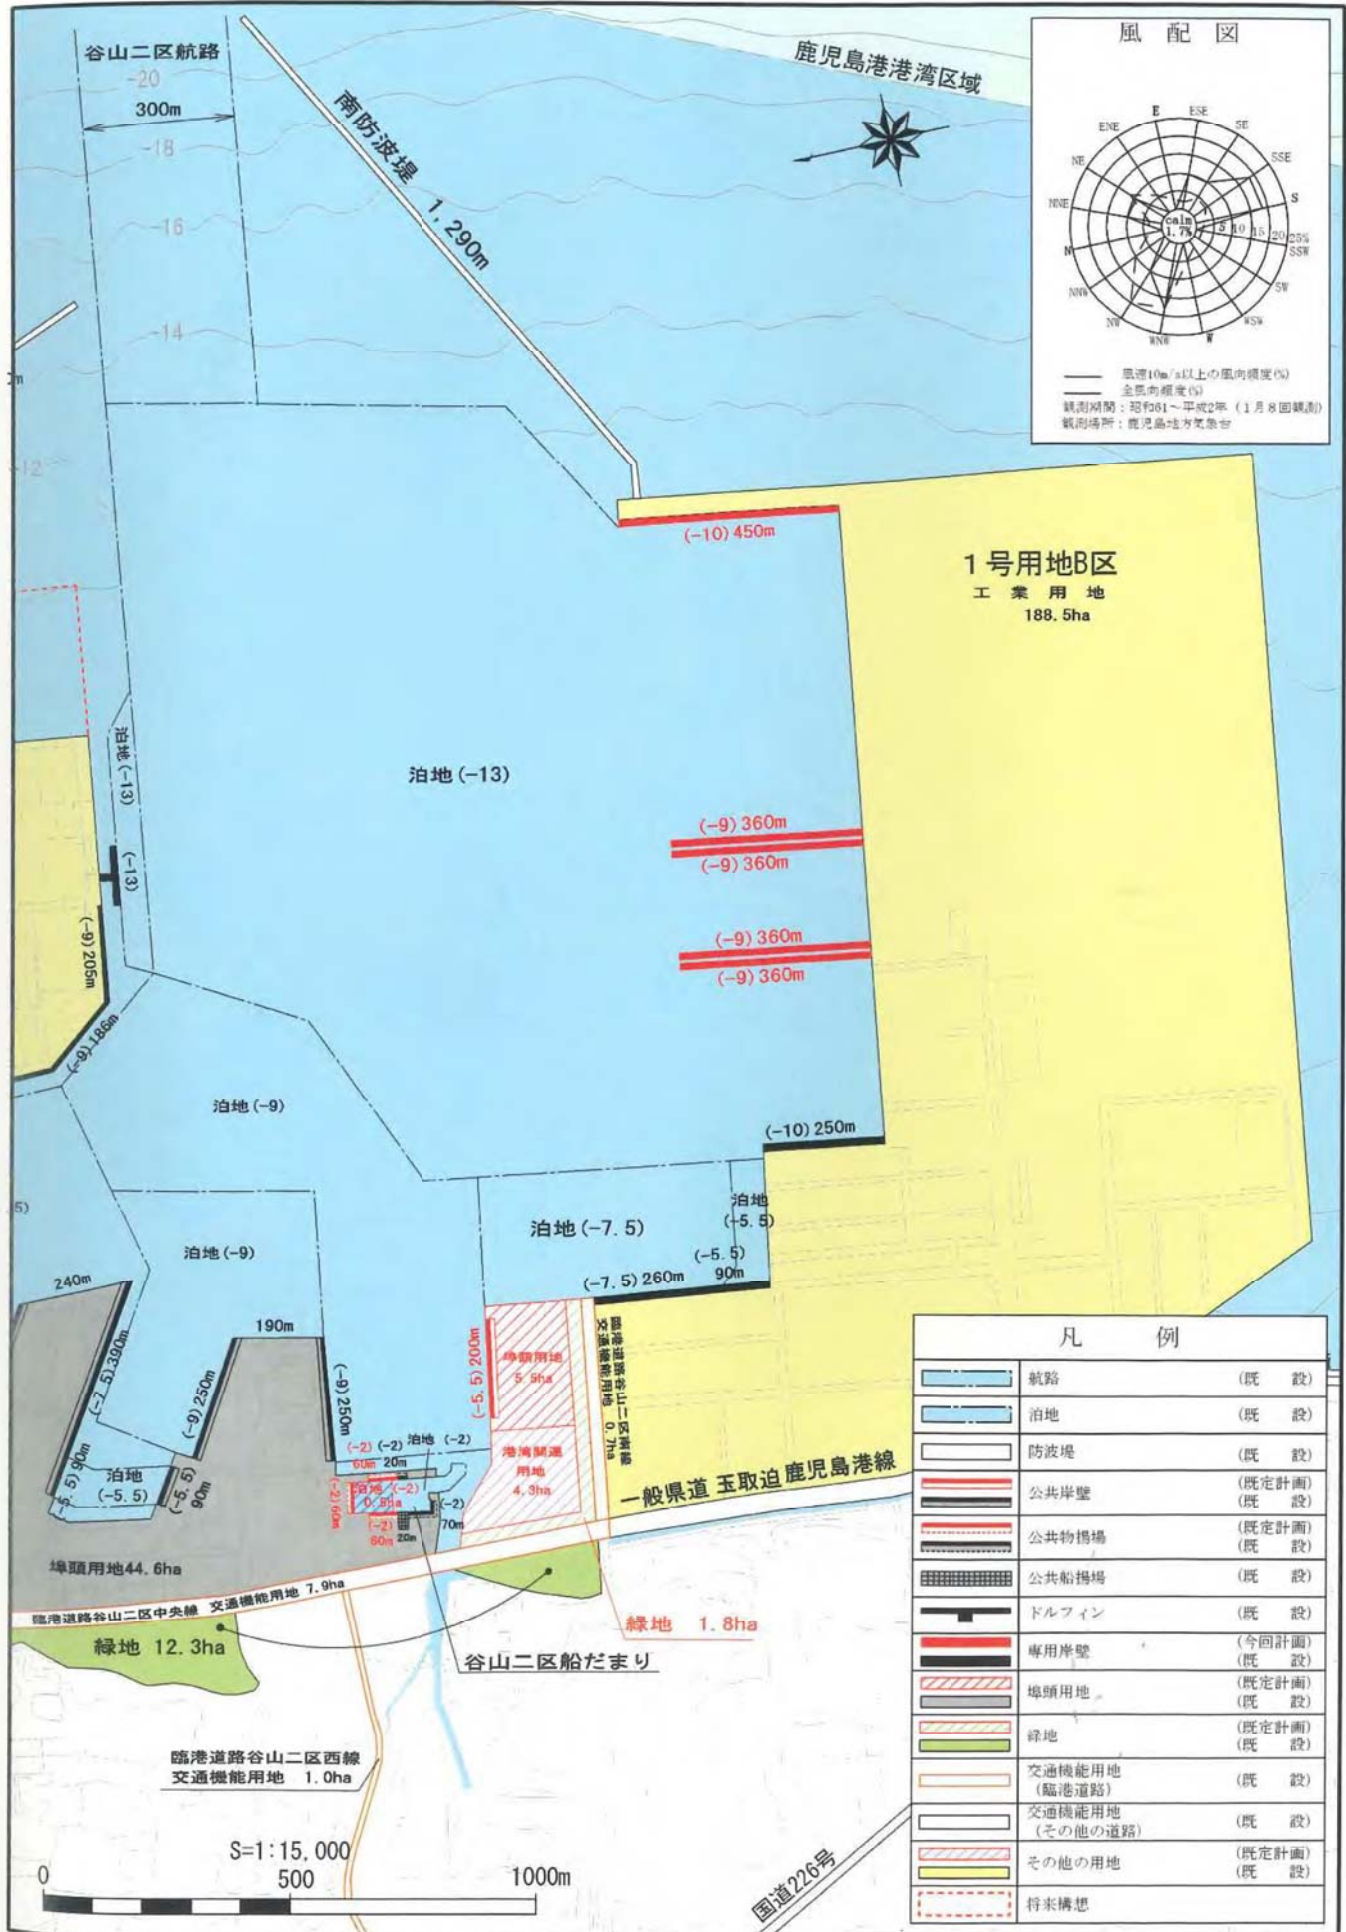 谷山二区航路
-20
300m
-18
-16
-14
-12
南防波堤 1,290m
鹿児島港港湾区域
風 配 図
E
ESE
SE
SSE
S
SSW
SW
WSW
W
WNW
NW
NNW
N
NNE
NE
ENE
calm
1.7%
5 10 15 20 25%
風速10m/s以上の風向頻度(%)
全風向頻度(%)
観測期間:昭和61~平成2年 (1月8回観測)
観測場所:鹿児島地方気象台
(-10) 450m
1号用地B区
工業用地
188.5ha
泊地(-13)
泊地(-13)
(-13)
(-9) 360m
(-9) 360m
(-9) 360m
(-9) 360m
(-9) 205m
(-9) 186m
泊地(-9)
(-10) 250m
泊地(-7.5)
泊地
(-5.5)
(-5.5)
90m
(-7.5) 260m
5)
泊地(-9)
240m
190m
(-7.5) 390m
(-9) 250m
(-9) 250m
(-5.5) 90m
泊地
(-5.5)
(-5.5)
90m
(-5.5) 200m
埠頭用地
5.5ha
臨港道路谷山二区南線
交通機能用地 0.7ha
港湾関連
用地
4.3ha
(-2) (-2)
60m 20m
泊地 (-2)
(-2) 60m
泊地 (-2)
0.5ha
(-2)
70m
(-2)
60m
20m
一般県道 玉取迫鹿児島港線
埠頭用地44.6ha
臨港道路谷山二区中央線 交通機能用地 7.9ha
緑地 12.3ha
緑地 1.8ha
谷山二区船だまり
臨港道路谷山二区西線
交通機能用地 1.0ha
国道226号
S=1:15,000
0 500 1000m
凡 例
航路 (既 設)
泊地 (既 設)
防波堤 (既 設)
公共岸壁 (既定計画)
(既 設)
公共物揚場 (既定計画)
(既 設)
公共船揚場 (既 設)
ドルフィン (既 設)
専用岸壁 (今回計画)
(既 設)
埠頭用地 (既定計画)
(既 設)
緑地 (既定計画)
(既 設)
交通機能用地
(臨港道路) (既 設)
交通機能用地
(その他の道路) (既 設)
その他の用地 (既定計画)
(既 設)
将来構想